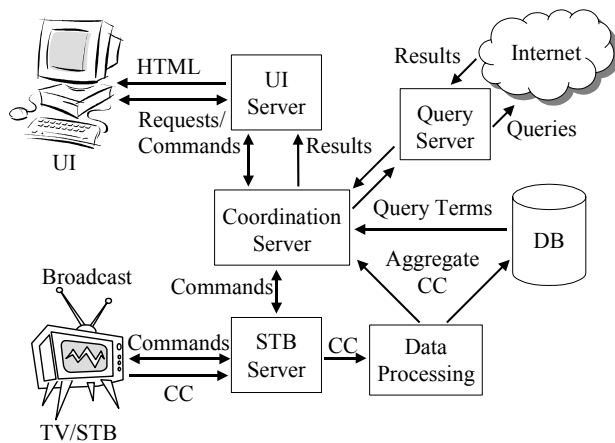 HTML
UI
Server
Results
Internet
Query
Server
Queries
Requests/
Commands
UI
Results
Coordination
Server
Query Terms
DB
Aggregate
CC
Commands
Broadcast
Commands
CC
TV/STB
STB
Server
CC
Data
Processing